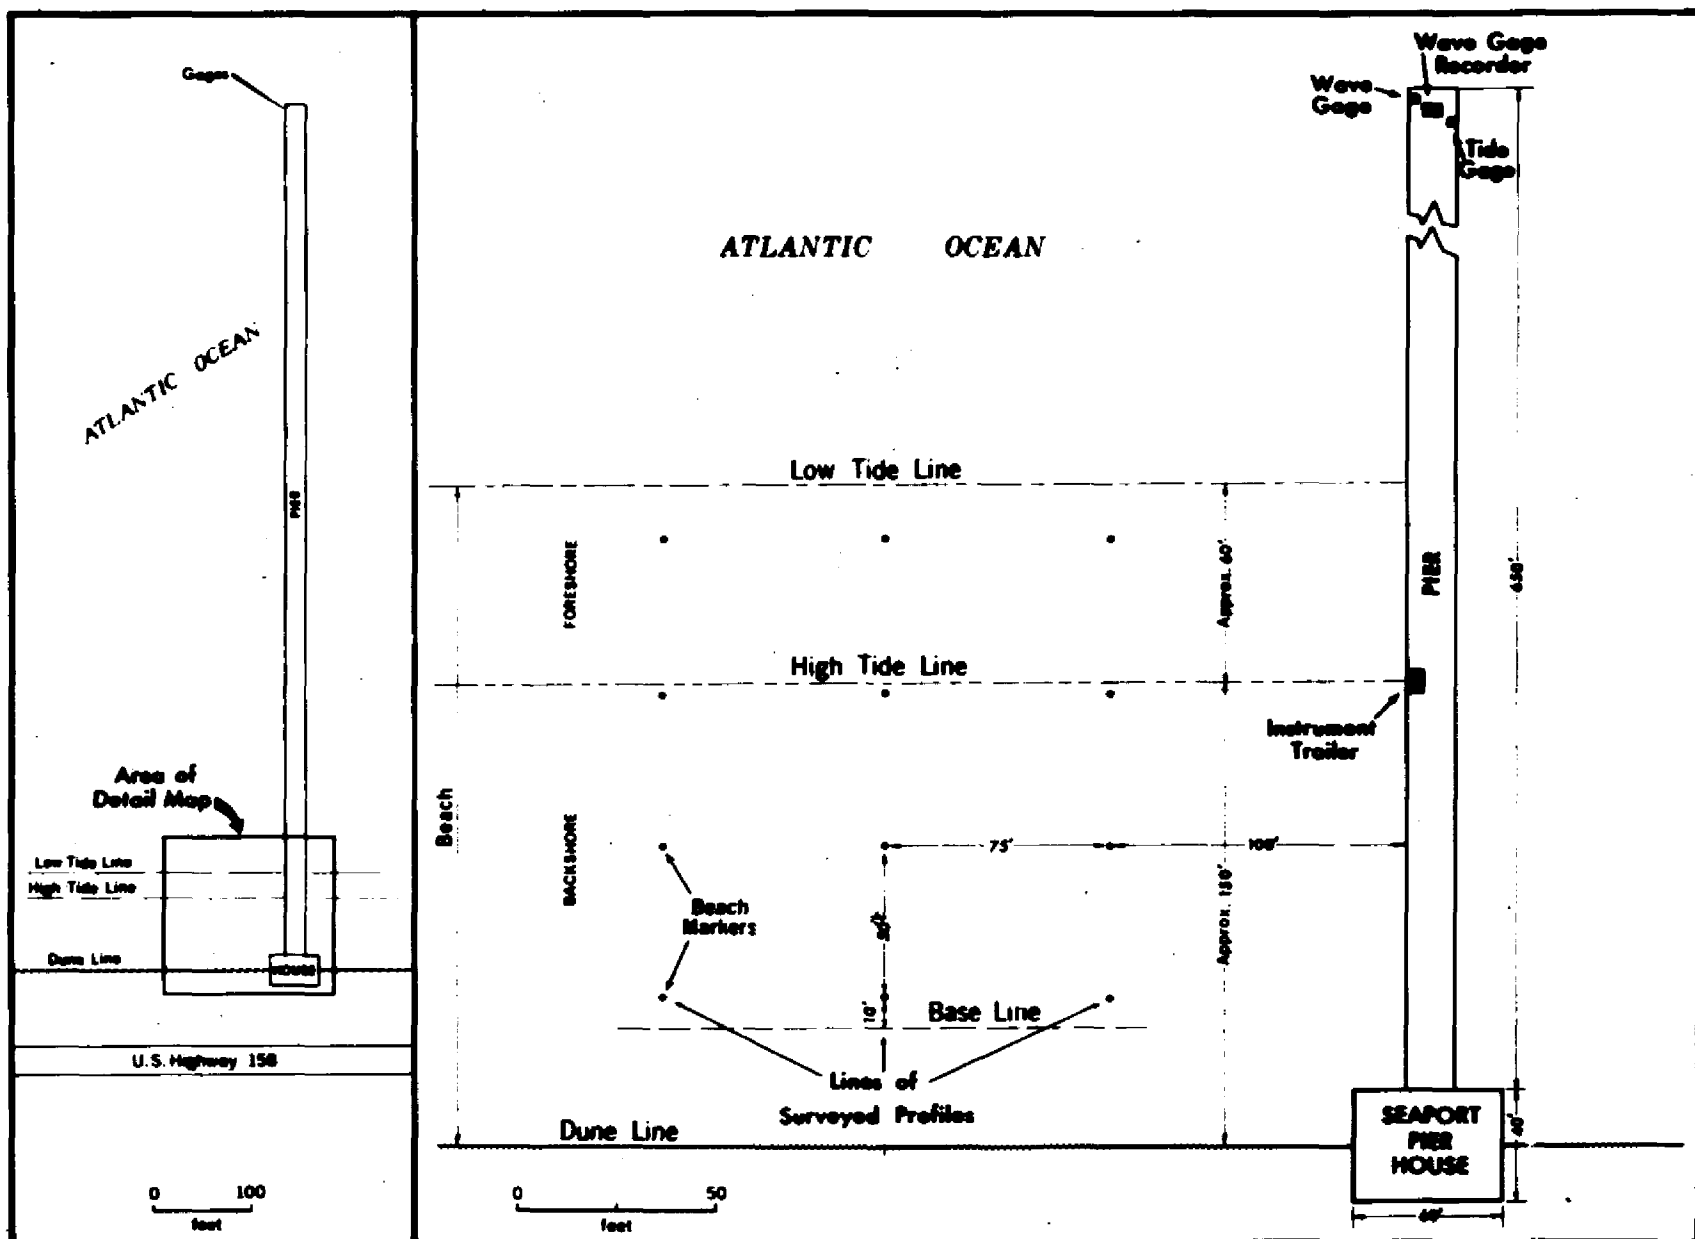 Gages
ATLANTIC OCEAN
PIER
Area of
Detail Map
Low Tide Line
High Tide Line
Dune Line
HOUSE
U.S. Highway 158
0 100
feet
Wave Gage
Recorder
Wave
Gage
Tide
Gage
ATLANTIC OCEAN
Low Tide Line
FORESHORE
Approx. 60'
PIER
650'
High Tide Line
Instrument
Trailer
Beach
BACKSHORE
75'
100'
Approx. 150'
Beach
Markers
10'
Base Line
Lines of
Surveyed Profiles
Dune Line
SEAPORT
PIER
HOUSE
40'
0 50
feet